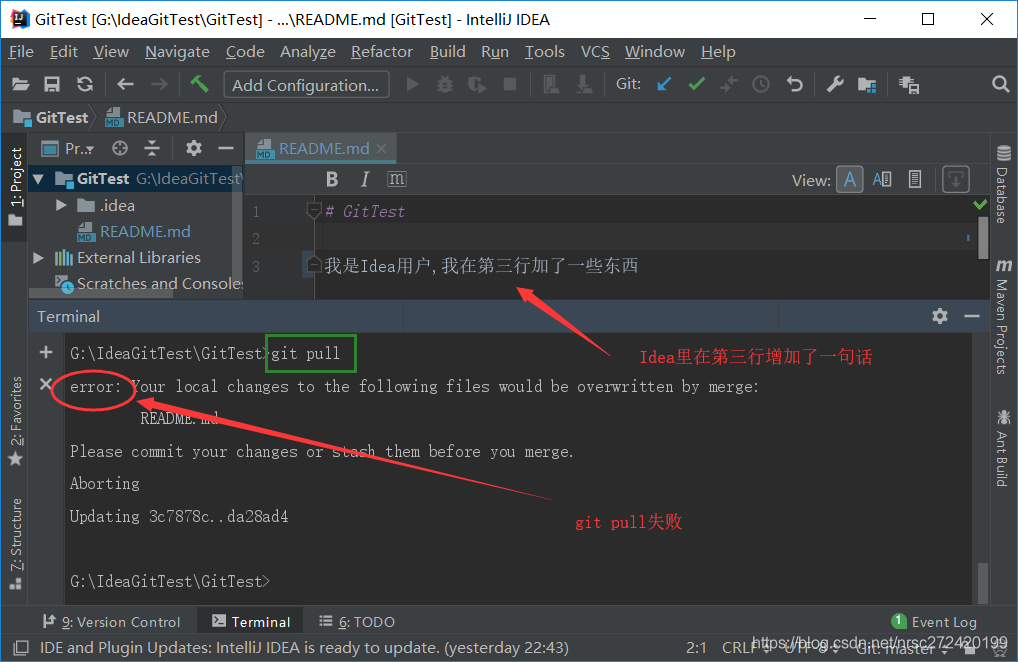 GitTest [G:\IdeaGitTest\GitTest] - ...\README.md [GitTest] - IntelliJ IDEA
File Edit View Navigate Code Analyze Refactor Build Run Tools VCS Window Help
Add Configuration... Git:
GitTest README.md
1: Project
Pr..
README.md
GitTest G:\IdeaGitTest\
B I m View: A A
.idea
README.md
External Libraries
Scratches and Console
1 # GitTest
2
3 我是Idea用户,我在第三行加了一些东西
Database
Maven Projects
Ant Build
Idea里在第三行增加了一句话
Terminal
G:\IdeaGitTest\GitTest>git pull
error: Your local changes to the following files would be overwritten by merge:
README.md
Please commit your changes or stash them before you merge.
Aborting
Updating 3c7878c..da28ad4
git pull失败
G:\IdeaGitTest\GitTest>
2: Favorites
7: Structure
9: Version Control Terminal 6: TODO 1 Event Log
IDE and Plugin Updates: IntelliJ IDEA is ready to update. (yesterday 22:43) 2:1 CRLF UTF-8 Git: master
https://blog.csdn.net/nrsc272420199